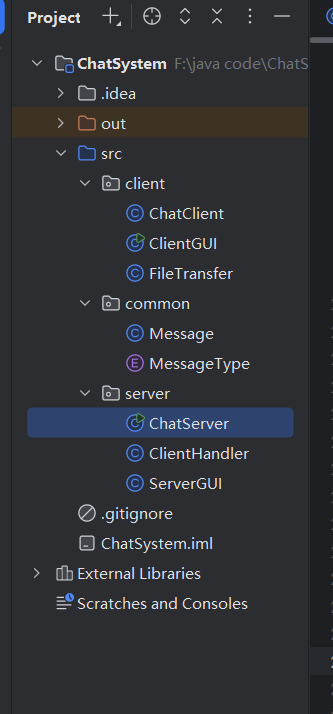 Project
ChatSystem F:\java code\ChatS
.idea
out
src
client
C ChatClient
C ClientGUI
C FileTransfer
common
C Message
E MessageType
server
C ChatServer
C ClientHandler
C ServerGUI
.gitignore
ChatSystem.iml
External Libraries
Scratches and Consoles